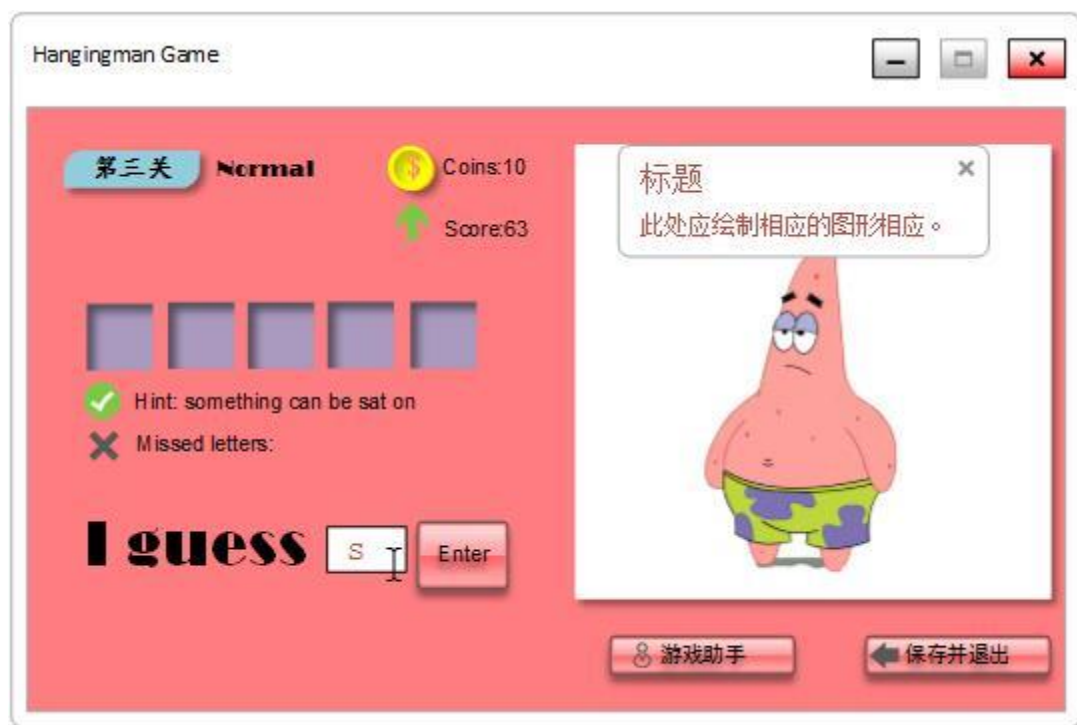 Hangingman Game
第三关 Normal
Coins:10
Score:63
标题
此处应绘制相应的图形相应。
Hint: something can be sat on
Missed letters:
I guess
S
Enter
游戏助手
保存并退出